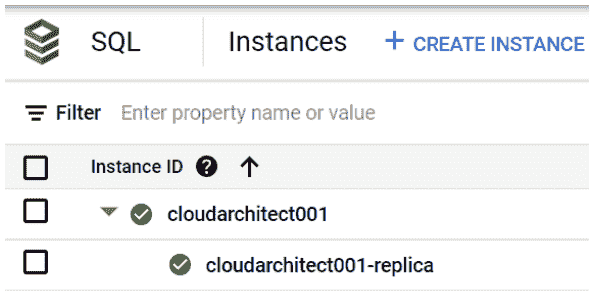 SQL Instances + CREATE INSTANCE
Filter Enter property name or value
Instance ID ? ↑
cloudarchitect001
cloudarchitect001-replica